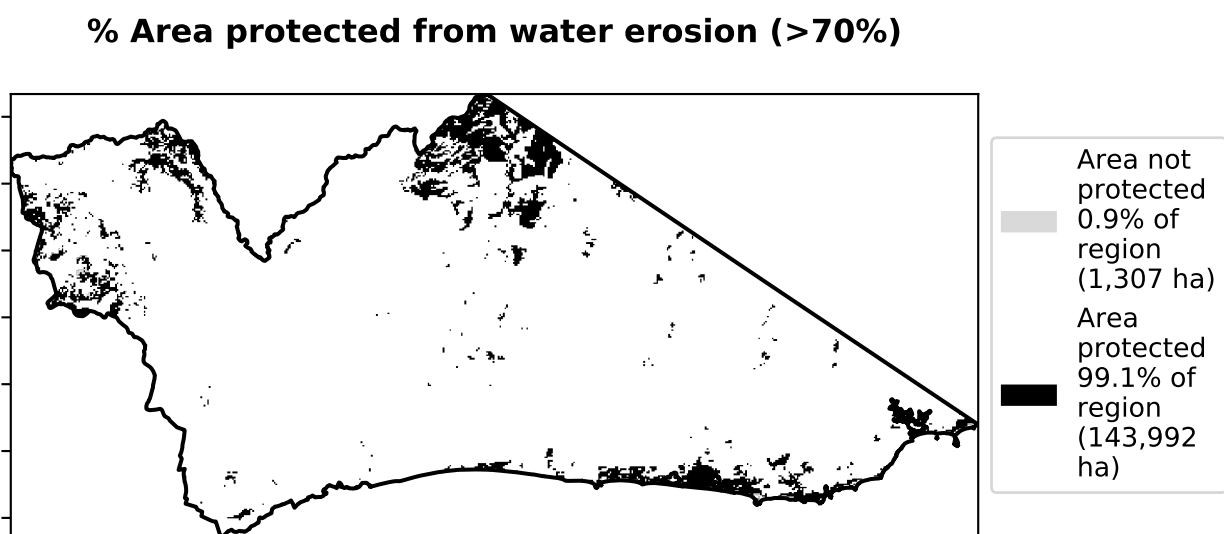 % Area protected from water erosion (>70%)
Area not
protected
0.9% of
region
(1,307 ha)
Area
protected
99.1% of
region
(143,992
ha)